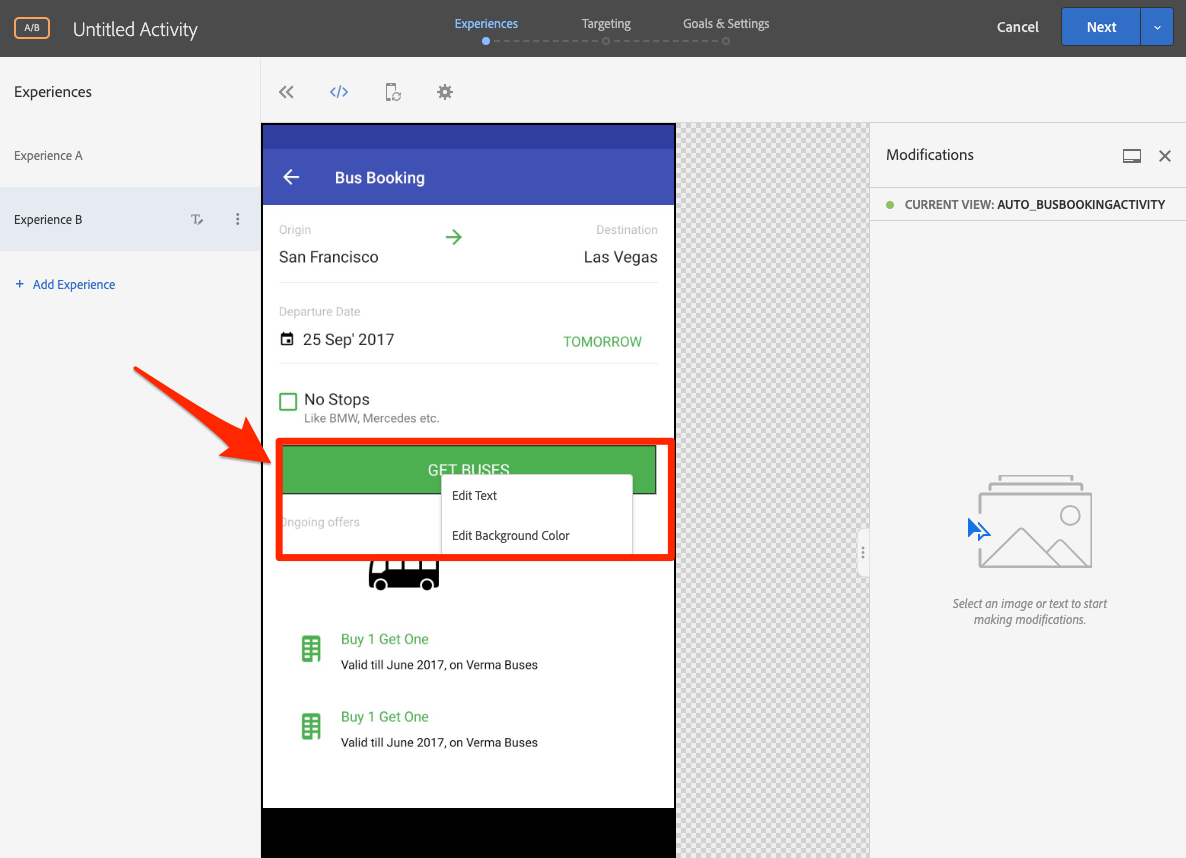 A/B
Untitled Activity
Experiences
Targeting
Goals & Settings
Cancel
Next
Experiences
Experience A
Experience B
+ Add Experience
</>
Bus Booking
Origin
Destination
San Francisco
Las Vegas
Departure Date
25 Sep' 2017
TOMORROW
No Stops
Like BMW, Mercedes etc.
GET BUSES
Edit Text
Edit Background Color
Ongoing offers
Buy 1 Get One
Valid till June 2017, on Verma Buses
Buy 1 Get One
Valid till June 2017, on Verma Buses
Modifications
CURRENT VIEW: AUTO_BUSBOOKINGACTIVITY
Select an image or text to start
making modifications.